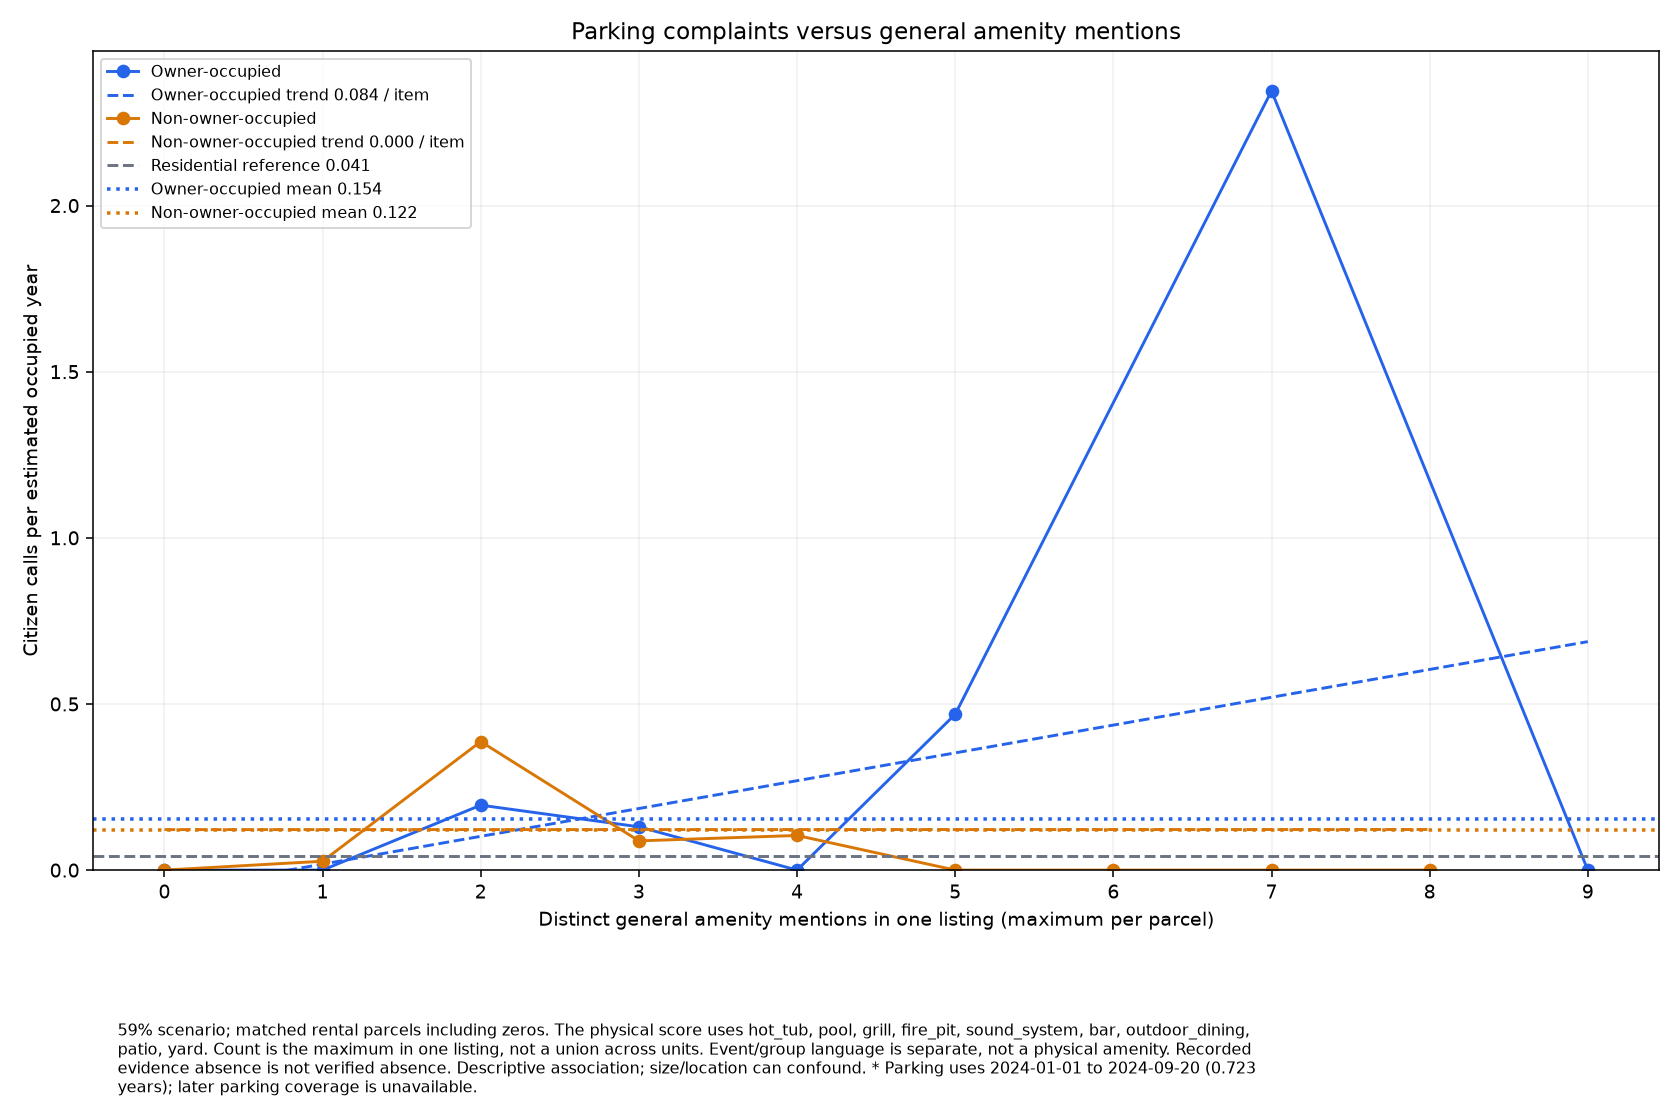 Parking complaints versus general amenity mentions
Owner-occupied
Owner-occupied trend 0.084 / item
Non-owner-occupied
Non-owner-occupied trend 0.000 / item
Residential reference 0.041
Owner-occupied mean 0.154
Non-owner-occupied mean 0.122
Citizen calls per estimated occupied year
2.0
1.5
1.0
0.5
0.0
0 1 2 3 4 5 6 7 8 9
Distinct general amenity mentions in one listing (maximum per parcel)
59% scenario; matched rental parcels including zeros. The physical score uses hot_tub, pool, grill, fire_pit, sound_system, bar, outdoor_dining,
patio, yard. Count is the maximum in one listing, not a union across units. Event/group language is separate, not a physical amenity. Recorded
evidence absence is not verified absence. Descriptive association; size/location can confound. * Parking uses 2024-01-01 to 2024-09-20 (0.723
years); later parking coverage is unavailable.